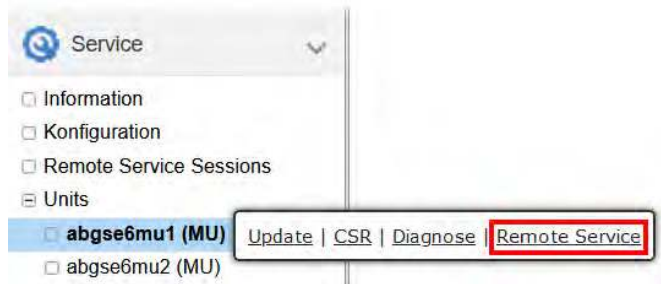 Service
Information
Konfiguration
Remote Service Sessions
Units
abgse6mu1 (MU)
Update | CSR | Diagnose | Remote Service
abgse6mu2 (MU)